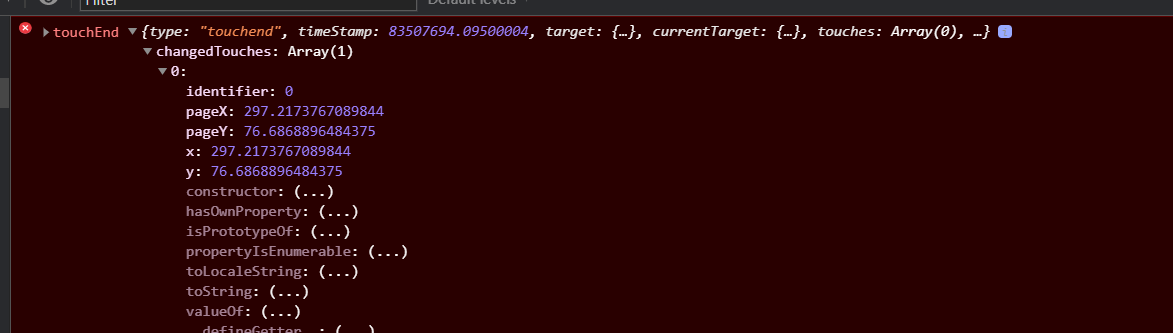 Filter Default levels
touchEnd {type: "touchend", timeStamp: 83507694.09500004, target: {…}, currentTarget: {…}, touches: Array(0), …} i
changedTouches: Array(1)
0:
identifier: 0
pageX: 297.2173767089844
pageY: 76.6868896484375
x: 297.2173767089844
y: 76.6868896484375
constructor: (...)
hasOwnProperty: (...)
isPrototypeOf: (...)
propertyIsEnumerable: (...)
toLocaleString: (...)
toString: (...)
valueOf: (...)
__defineGetter__: (...)